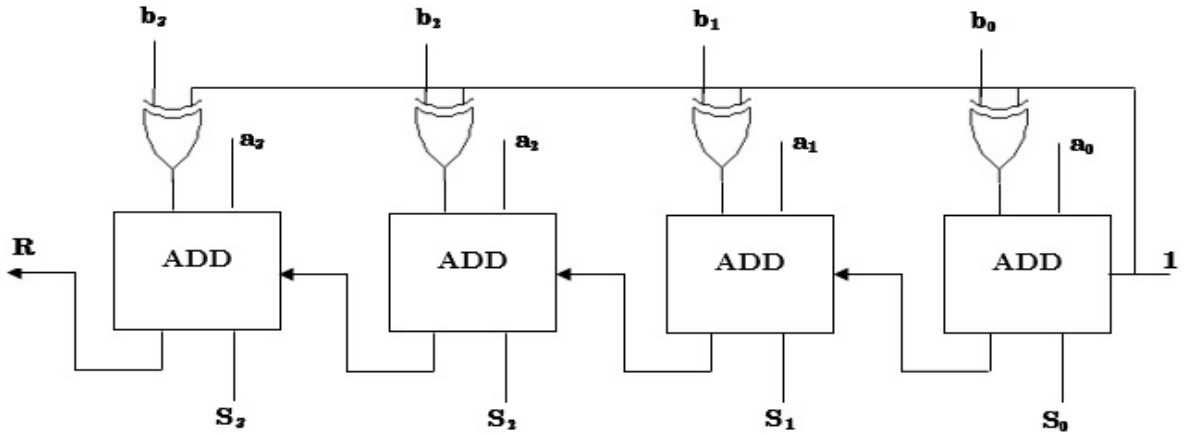 b₃ b₂ b₁ b₀
a₃ a₂ a₁ a₀
R ADD ADD ADD ADD 1
S₃ S₂ S₁ S₀